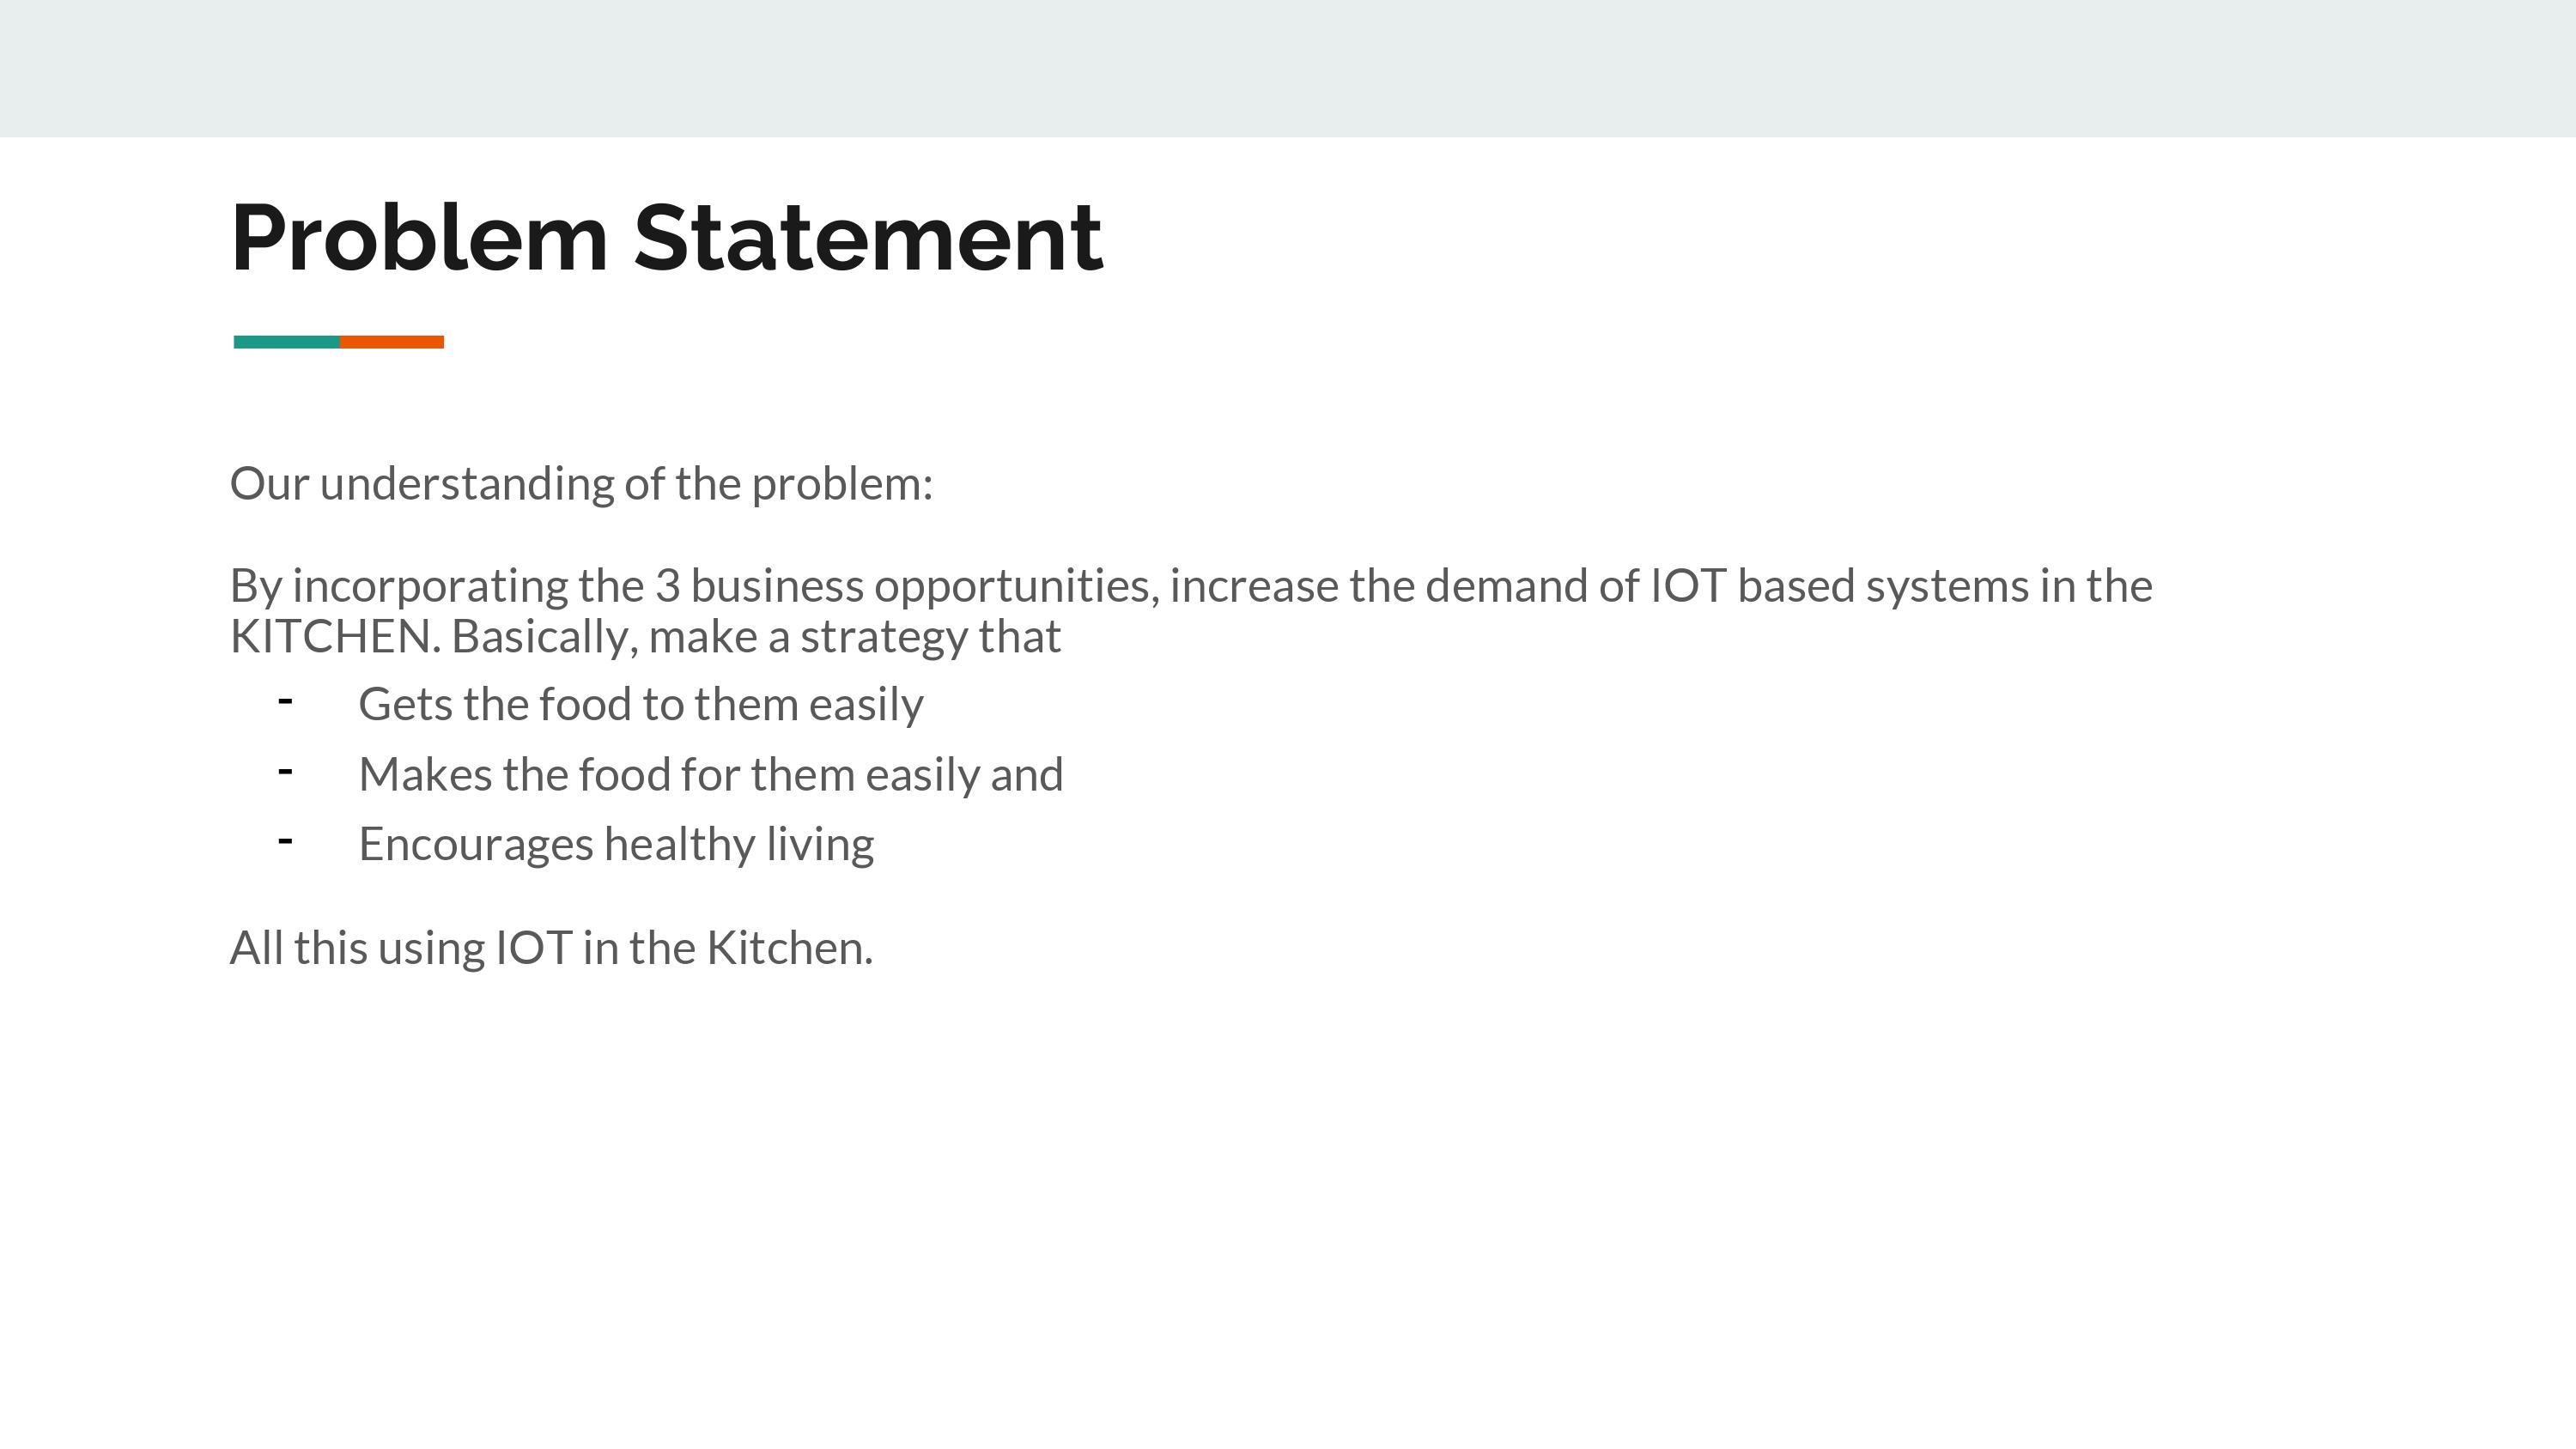 Problem Statement
Our understanding of the problem:
By incorporating the 3 business opportunities, increase the demand of IOT based systems in the
KITCHEN. Basically, make a strategy that
- Gets the food to them easily
- Makes the food for them easily and
- Encourages healthy living
All this using IOT in the Kitchen.